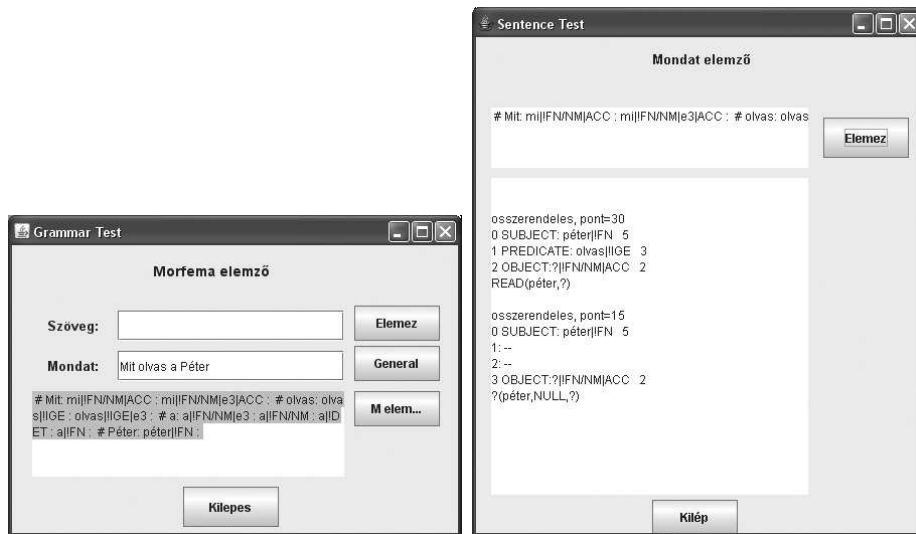 Grammar Test
Morfema elemző
Szöveg:
Elemez
Mondat:
Mit olvas a Péter
General
# Mit: mi|!FN/NM|ACC : mi|!FN/NM|e3|ACC : # olvas: olva
s|!IGE : olvas|!IGE|e3 : # a: a|!FN/NM|e3 : a|!FN/NM : a|!D
ET : a|!FN : # Péter: péter|!FN :
M elem...
Kilepes
Sentence Test
Mondat elemző
# Mit: mi|!FN/NM|ACC : mi|!FN/NM|e3|ACC : # olvas: olvas
Elemez
osszerendeles, pont=30
0 SUBJECT: péter|!FN 5
1 PREDICATE: olvas|!IGE 3
2 OBJECT:?|!FN/NM|ACC 2
READ(péter,?)
osszerendeles, pont=15
0 SUBJECT: péter|!FN 5
1: --
2: --
3 OBJECT:?|!FN/NM|ACC 2
?(péter,NULL,?)
Kilép